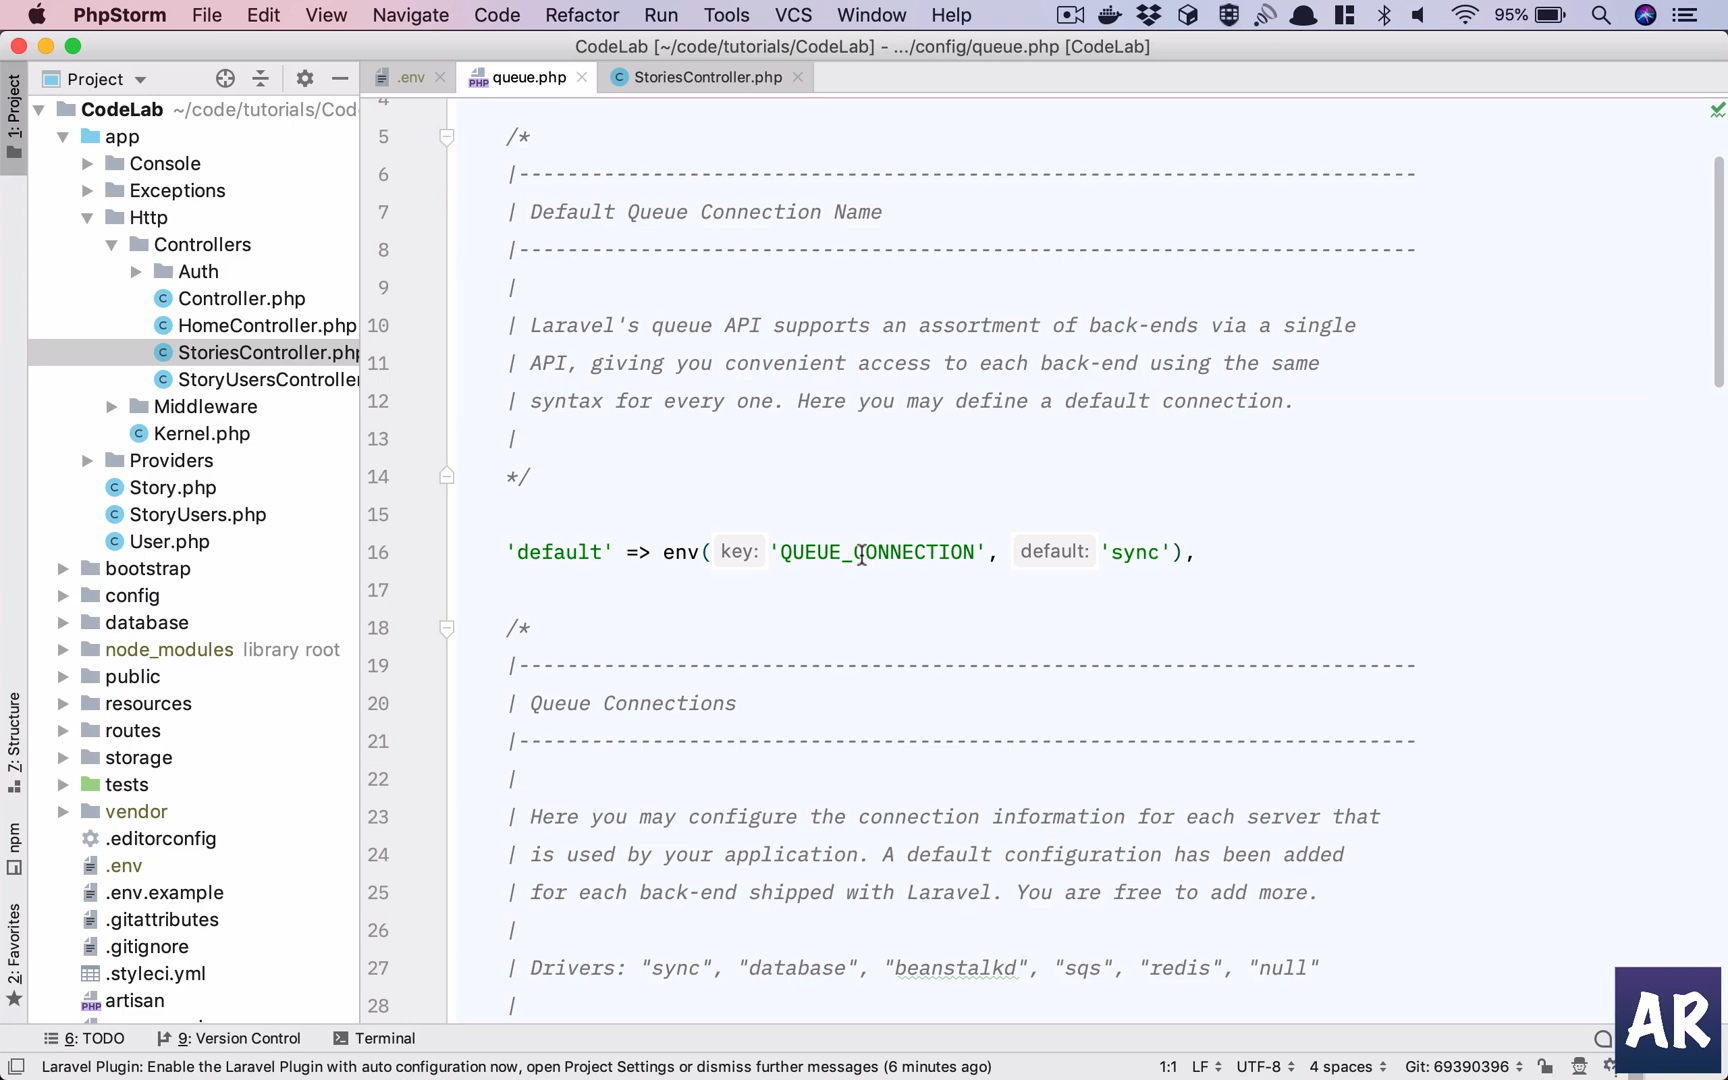 PhpStorm File Edit View Navigate Code Refactor Run Tools VCS Window Help 95%
CodeLab [~/code/tutorials/CodeLab] - .../config/queue.php [CodeLab]
Project
.env queue.php StoriesController.php
1: Project
7: Structure
npm
2: Favorites
CodeLab ~/code/tutorials/Cod
app
Console
Exceptions
Http
Controllers
Auth
Controller.php
HomeController.php
StoriesController.php
StoryUsersController
Middleware
Kernel.php
Providers
Story.php
StoryUsers.php
User.php
bootstrap
config
database
node_modules library root
public
resources
routes
storage
tests
vendor
.editorconfig
.env
.env.example
.gitattributes
.gitignore
.styleci.yml
artisan
4
5 /*
6 |--------------------------------------------------------------------------
7 | Default Queue Connection Name
8 |--------------------------------------------------------------------------
9 |
10 | Laravel's queue API supports an assortment of back-ends via a single
11 | API, giving you convenient access to each back-end using the same
12 | syntax for every one. Here you may define a default connection.
13 |
14 */
15
16 'default' => env( key: 'QUEUE_CONNECTION', default: 'sync'),
17
18 /*
19 |--------------------------------------------------------------------------
20 | Queue Connections
21 |--------------------------------------------------------------------------
22 |
23 | Here you may configure the connection information for each server that
24 | is used by your application. A default configuration has been added
25 | for each back-end shipped with Laravel. You are free to add more.
26 |
27 | Drivers: "sync", "database", "beanstalkd", "sqs", "redis", "null"
28 |
6: TODO 9: Version Control Terminal
Laravel Plugin: Enable the Laravel Plugin with auto configuration now, open Project Settings or dismiss further messages (6 minutes ago) 1:1 LF UTF-8 4 spaces Git: 69390396
AR